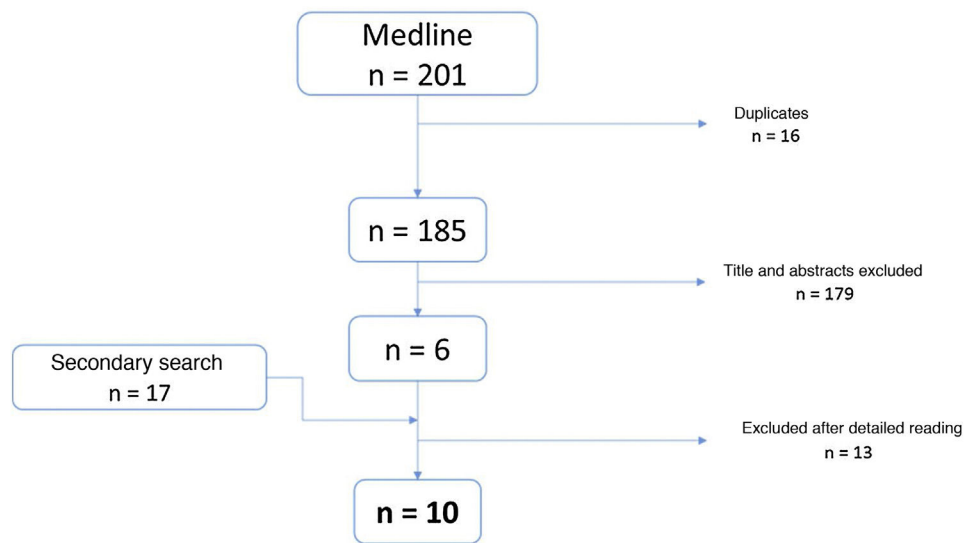 Medline
n = 201
Duplicates
n = 16
n = 185
Title and abstracts excluded
n = 179
n = 6
Secondary search
n = 17
Excluded after detailed reading
n = 13
n = 10